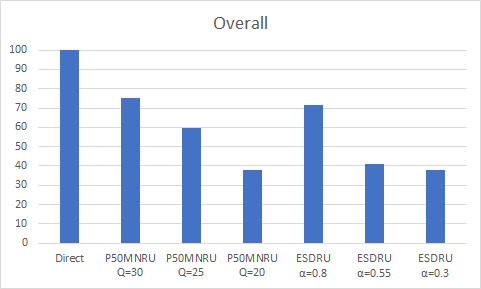 Overall
100
90
80
70
60
50
40
30
20
10
0
Direct
P50MNRU
Q=30
P50MNRU
Q=25
P50MNRU
Q=20
ESDRU
α=0.8
ESDRU
α=0.55
ESDRU
α=0.3